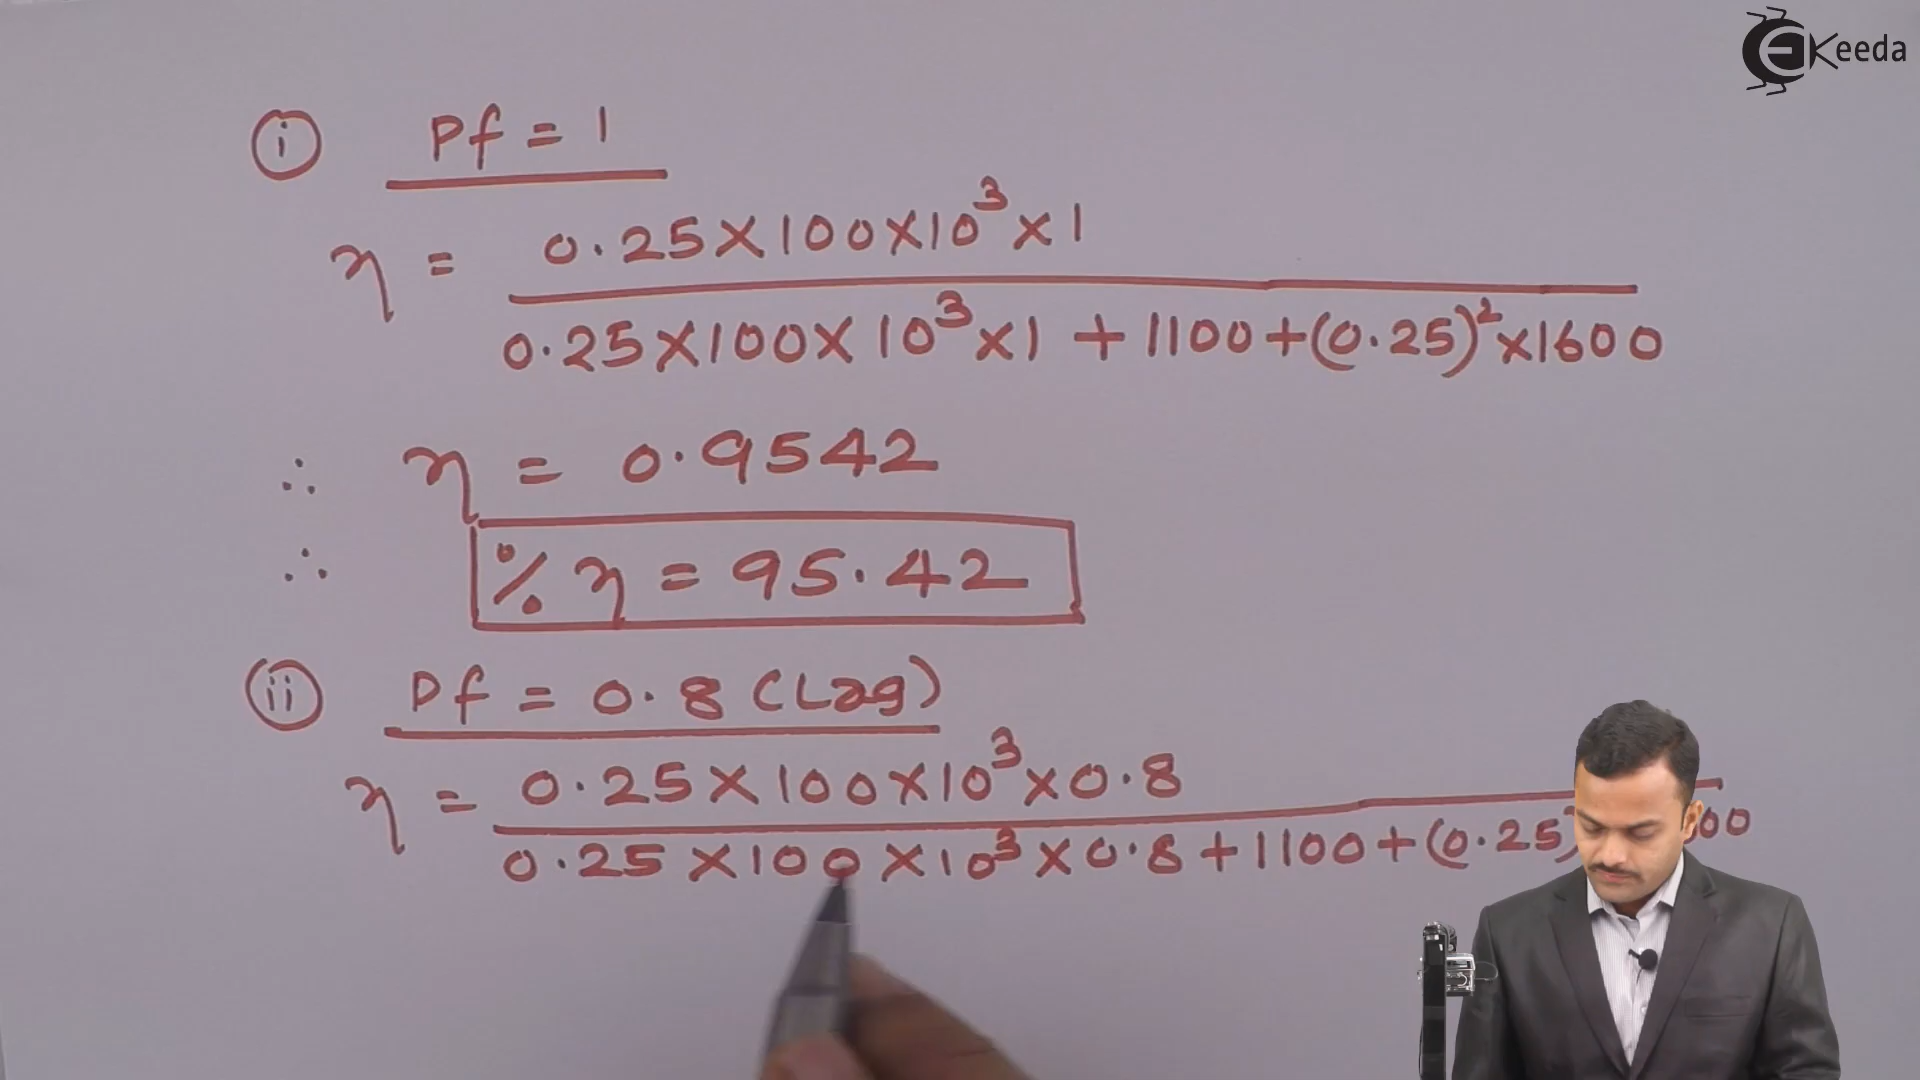 EKeeda
i Pf = 1
η = 0.25×100×10³×1
0.25×100×10³×1 + 1100+(0.25)²×1600
∴ η = 0.9542
∴ % η = 95.42
ii Pf = 0.8 (Lag)
η = 0.25×100×10³×0.8
0.25×100×10³×0.8+1100+(0.25) 00